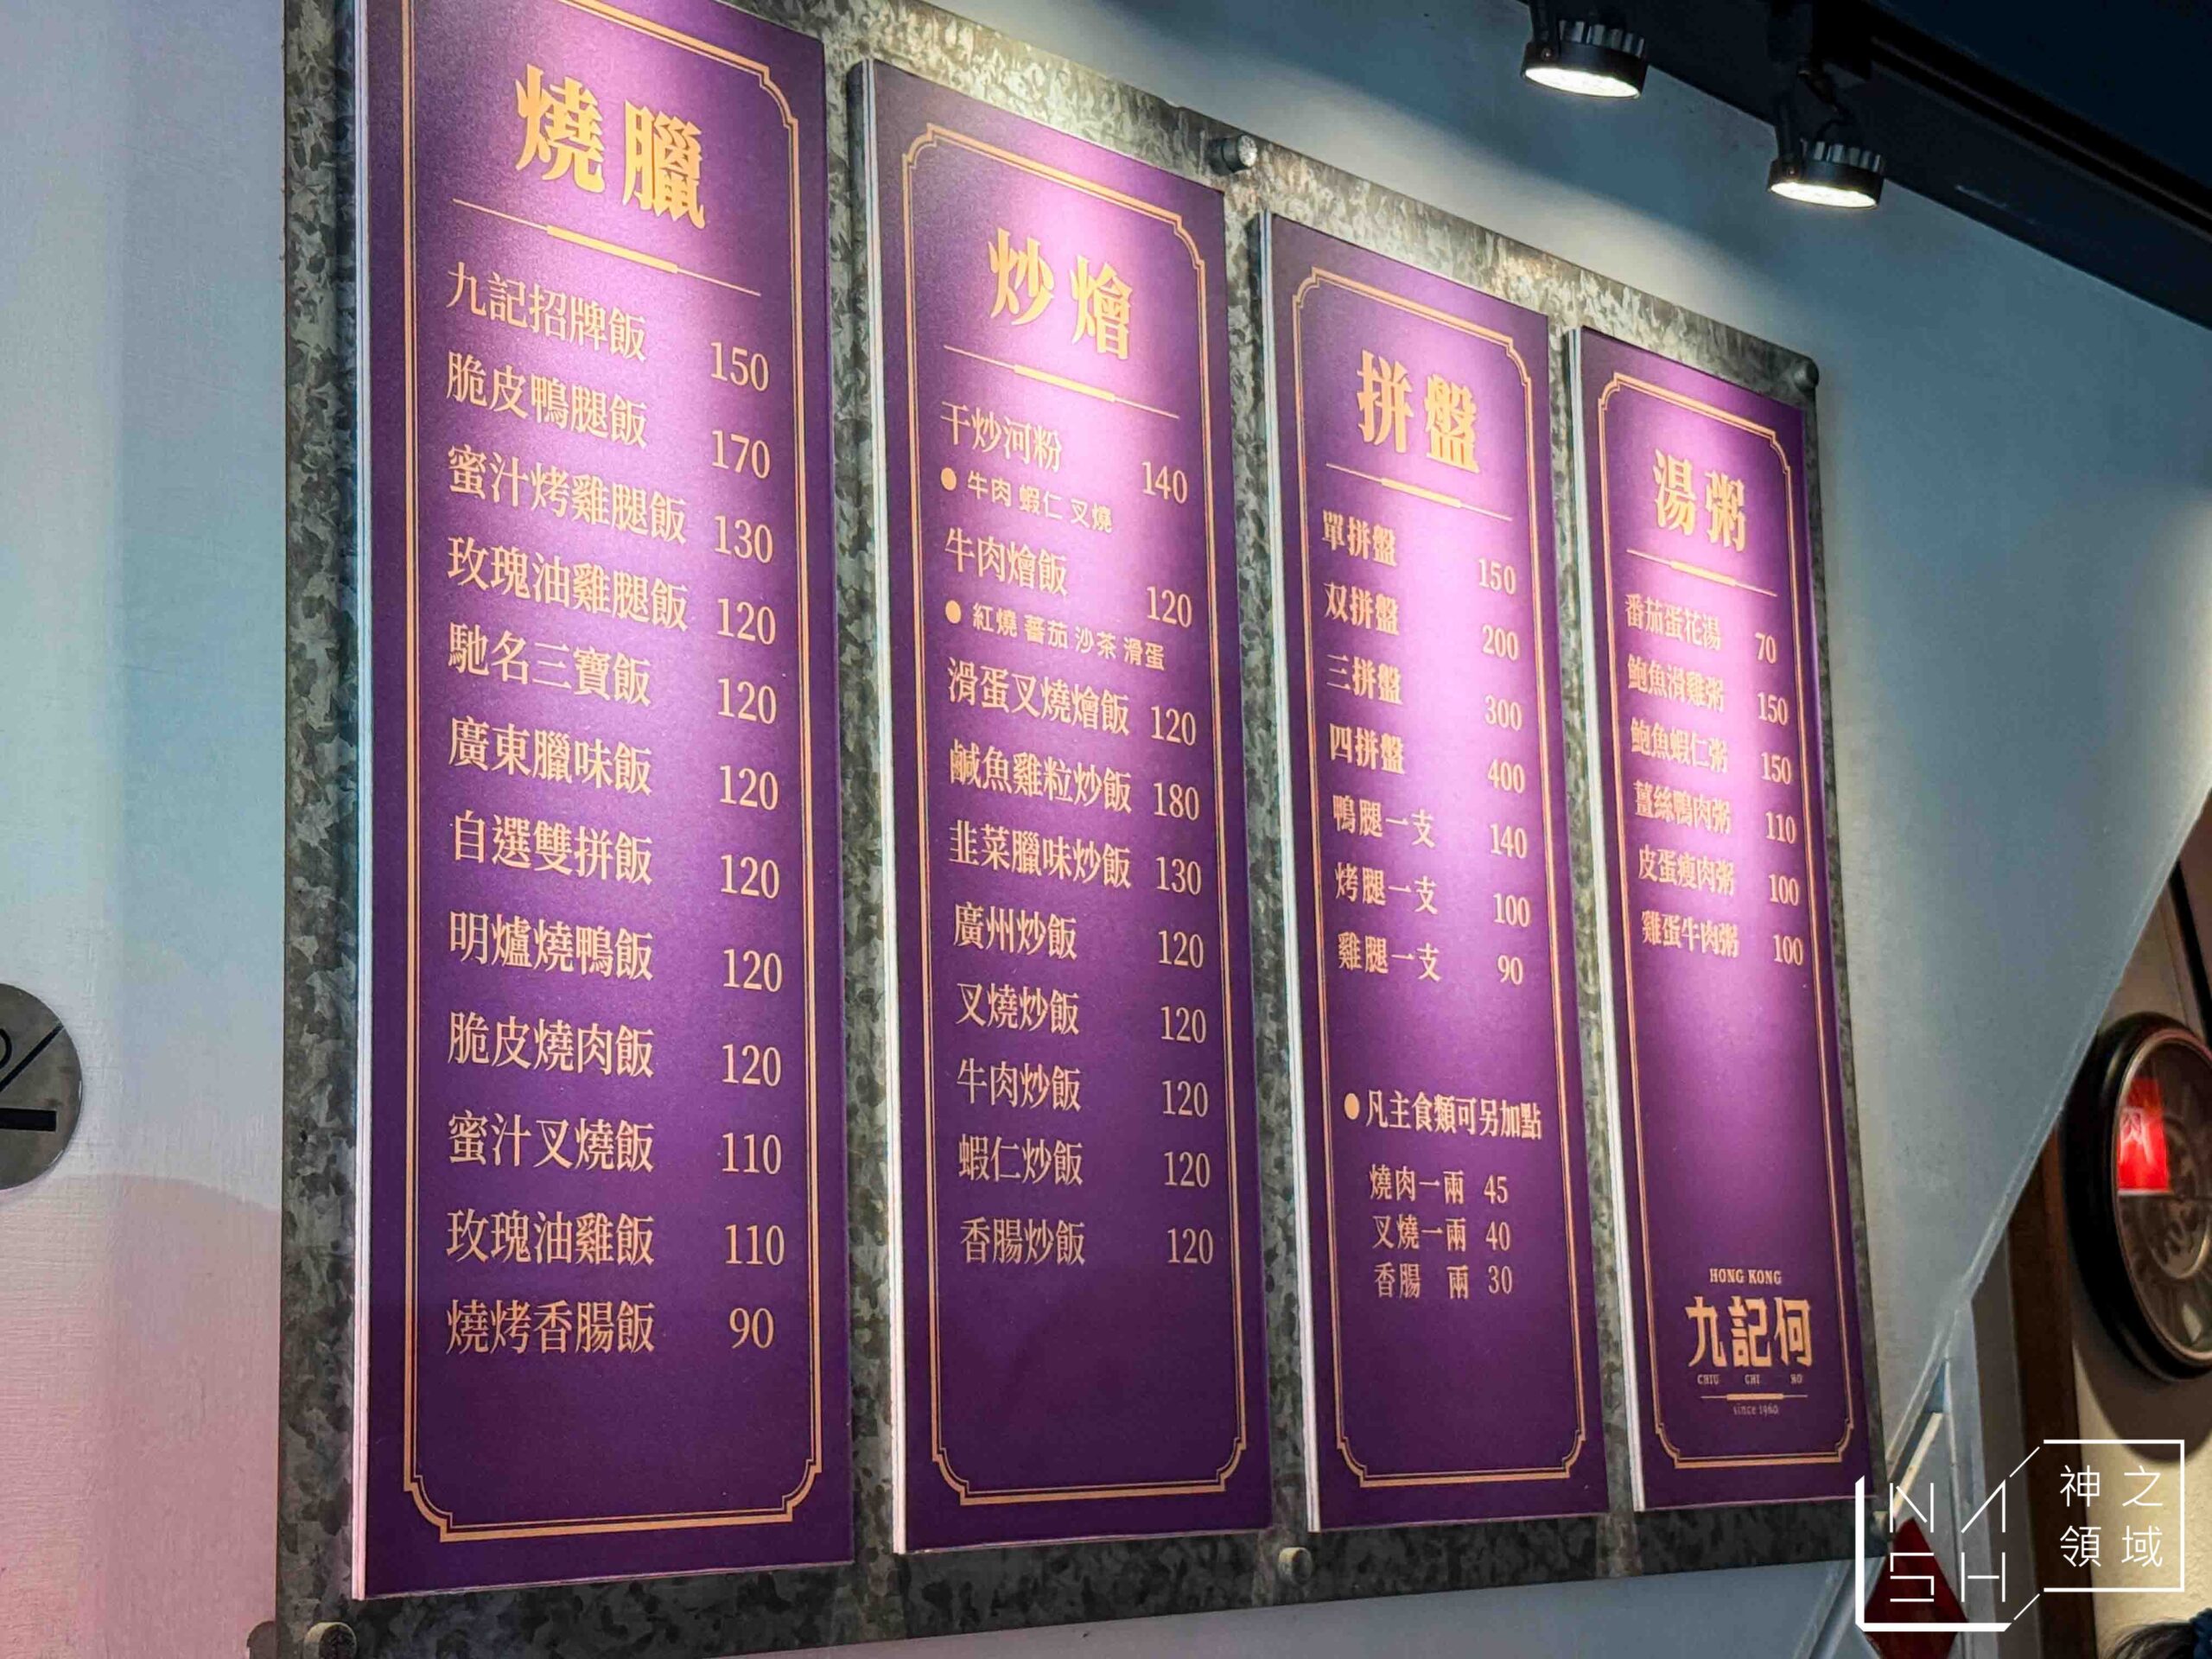 燒臘
九記招牌飯 150
脆皮鴨腿飯 170
蜜汁烤雞腿飯 130
玫瑰油雞腿飯 120
馳名三寶飯 120
廣東臘味飯 120
自選雙拼飯 120
明爐燒鴨飯 120
脆皮燒肉飯 120
蜜汁叉燒飯 110
玫瑰油雞飯 110
燒烤香腸飯 90
炒燴
干炒河粉 140
● 牛肉 蝦仁 叉燒
牛肉燴飯 120
● 紅燒 蕃茄 沙茶 滑蛋
滑蛋叉燒燴飯 120
鹹魚雞粒炒飯 180
韭菜臘味炒飯 130
廣州炒飯 120
叉燒炒飯 120
牛肉炒飯 120
蝦仁炒飯 120
香腸炒飯 120
拼盤
單拼盤 150
双拼盤 200
三拼盤 300
四拼盤 400
鴨腿一支 140
烤腿一支 100
雞腿一支 90
● 凡主食類可另加點
燒肉一兩 45
叉燒一兩 40
香腸 兩 30
湯粥
番茄蛋花湯 70
鮑魚滑雞粥 150
鮑魚蝦仁粥 150
薑絲鴨肉粥 110
皮蛋瘦肉粥 100
雞蛋牛肉粥 100
HONG KONG
九記何
CHIU CHI HO
since 1960
NASH
神之
領域